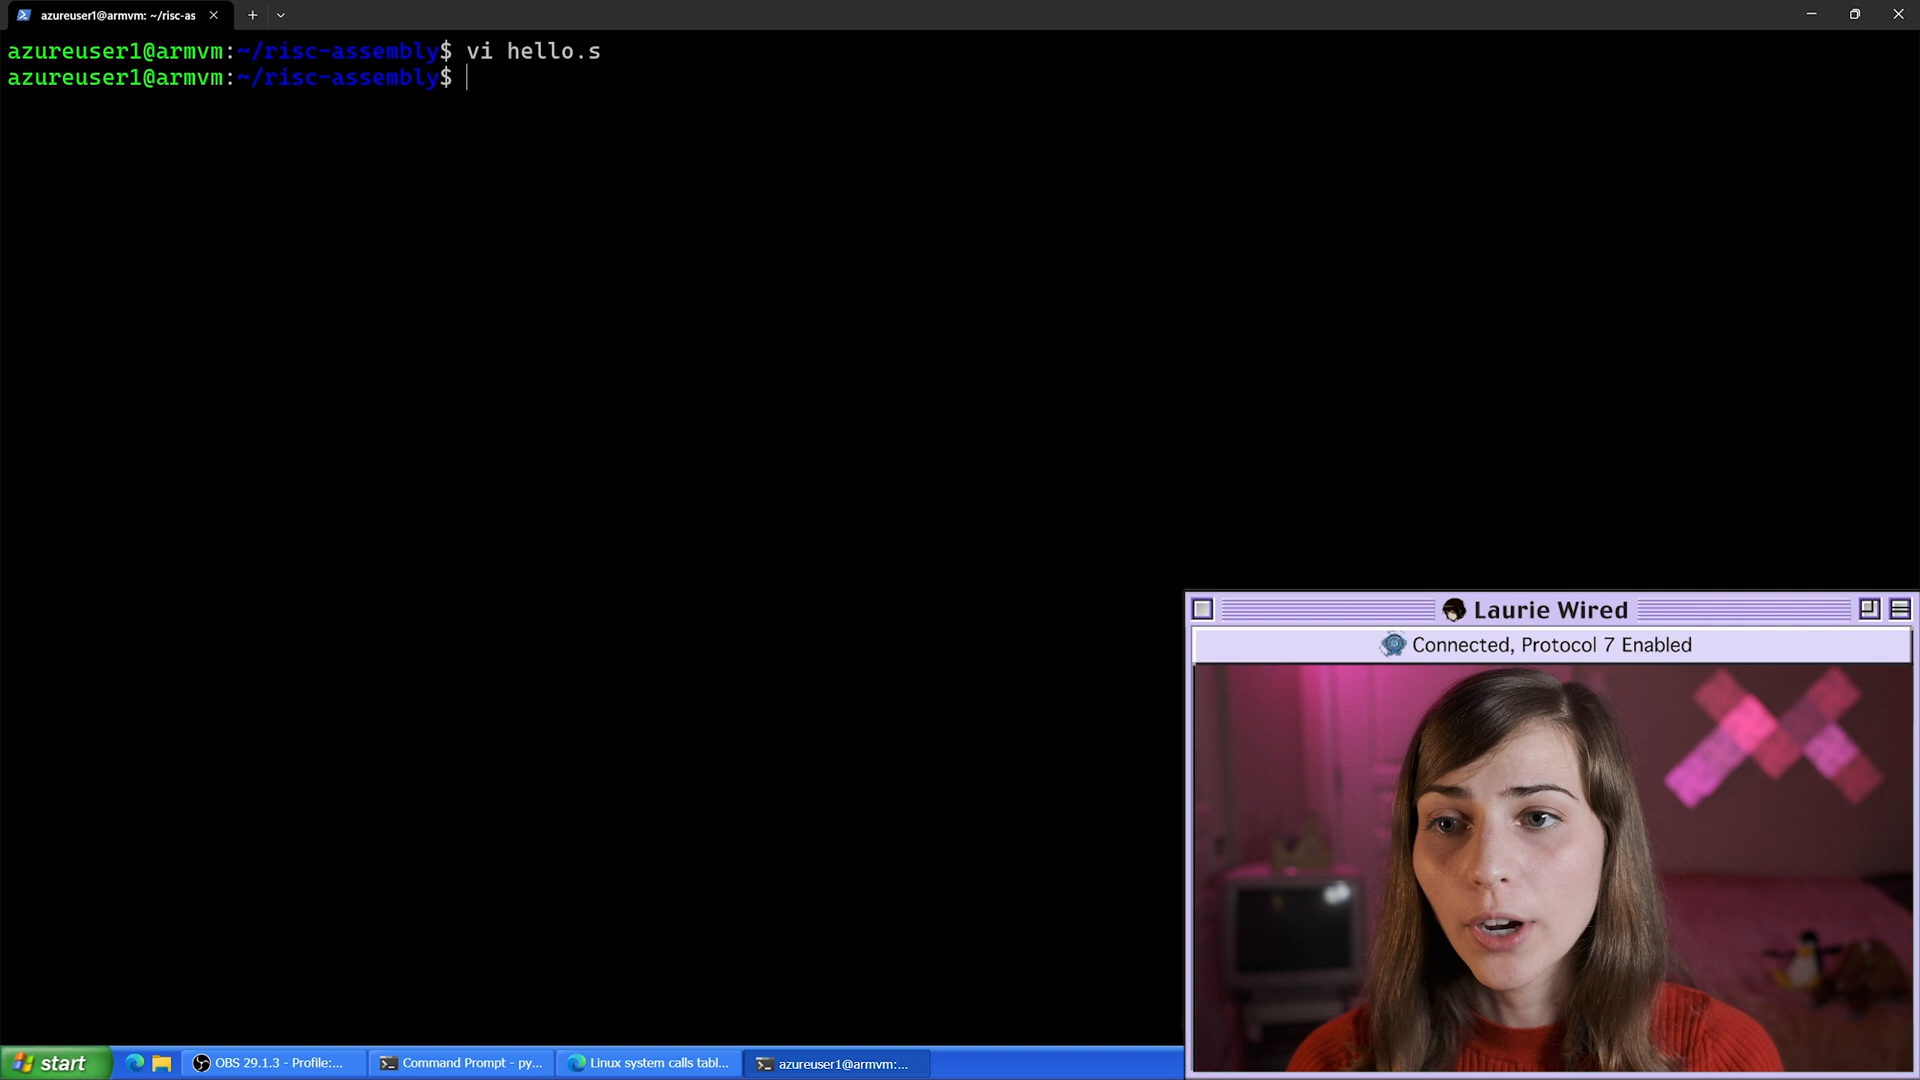 azureuser1@armvm: ~/risc-as
azureuser1@armvm:~/risc-assembly$ vi hello.s
azureuser1@armvm:~/risc-assembly$
Laurie Wired
Connected, Protocol 7 Enabled
start
OBS 29.1.3 - Profile:...
Command Prompt - py...
Linux system calls tabl...
azureuser1@armvm:...